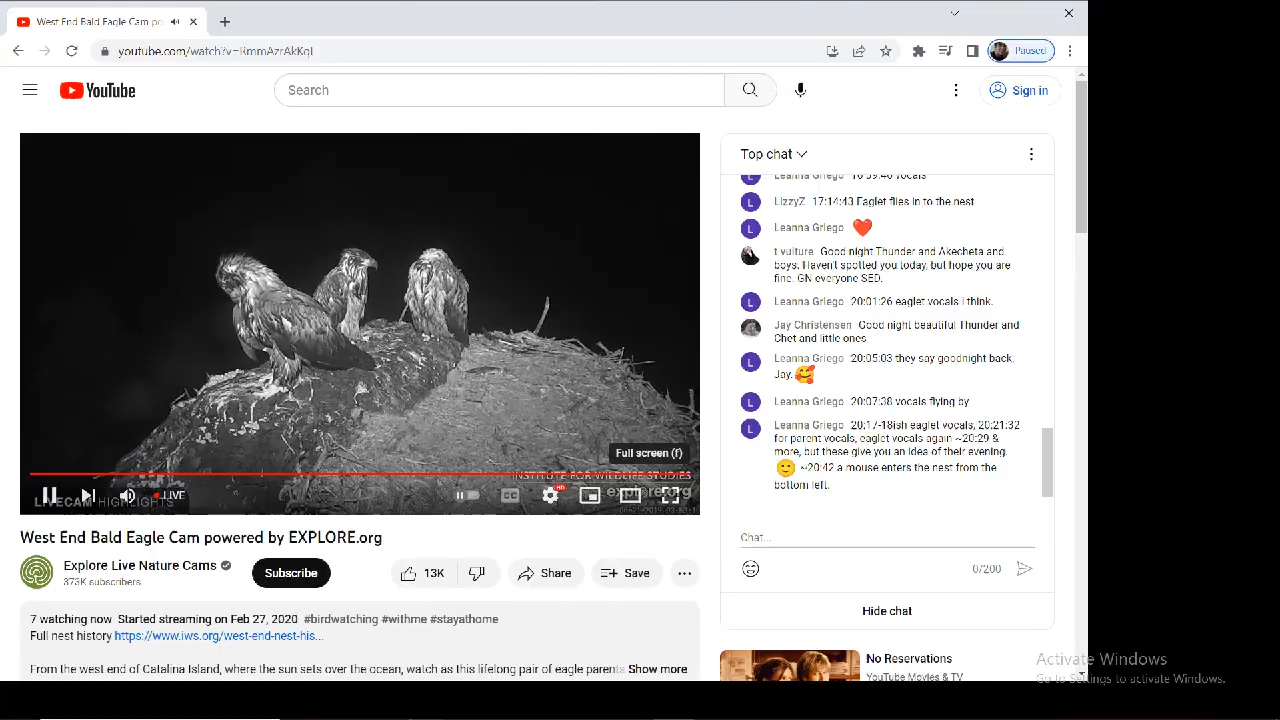 West End Bald Eagle Cam po
youtube.com/watch?v=RmmAzrAkKqI
Paused
YouTube
Search
Sign in
Top chat
Leanna Griego 16:59:46 vocals
LizzyZ 17:14:43 Eaglet flies in to the nest
Leanna Griego ❤️
t vulture Good night Thunder and Akecheta and
boys. Haven't spotted you today, but hope you are
fine. GN everyone SED.
Leanna Griego 20:01:26 eaglet vocals I think.
Jay Christensen Good night beautiful Thunder and
Chet and little ones
Leanna Griego 20:05:03 they say goodnight back,
Jay. 🥰
Leanna Griego 20:07:38 vocals flying by
Leanna Griego 20:17-18ish eaglet vocals, 20:21:32
for parent vocals, eaglet vocals again ~20:29 &
more, but these give you an idea of their evening.
🙂 ~20:42 a mouse enters the nest from the
bottom left.
Chat...
0/200
Hide chat
Full screen (f)
INSTITUTE FOR WILDLIFE STUDIES
LIVE
CC
HD
explore.org
LIVECAM HIGHLIGHTS
West End Bald Eagle Cam powered by EXPLORE.org
Explore Live Nature Cams
373K subscribers
Subscribe
13K
Share
Save
7 watching now Started streaming on Feb 27, 2020 #birdwatching #withme #stayathome
Full nest history https://www.iws.org/west-end-nest-his...
From the west end of Catalina Island, where the sun sets over the open, watch as this lifelong pair of eagle parents Show more
No Reservations
YouTube Movies & TV
Activate Windows
Go to Settings to activate Windows.